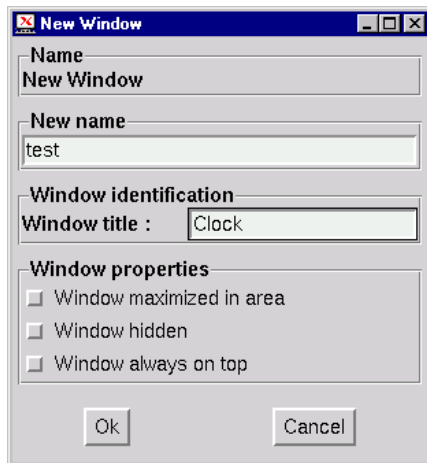 New Window
Name
New Window
New name
test
Window identification
Window title : Clock
Window properties
Window maximized in area
Window hidden
Window always on top
Ok Cancel